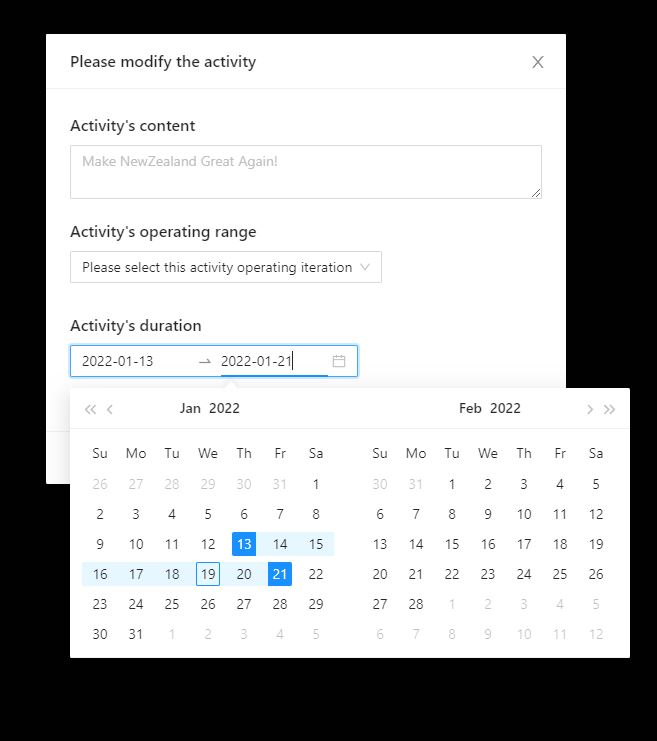 Please modify the activity
Activity's content
Make NewZealand Great Again!
Activity's operating range
Please select this activity operating iteration
Activity's duration
2022-01-13 2022-01-21
Jan 2022 Feb 2022
Su Mo Tu We Th Fr Sa Su Mo Tu We Th Fr Sa
26 27 28 29 30 31 1 30 31 1 2 3 4 5
2 3 4 5 6 7 8 6 7 8 9 10 11 12
9 10 11 12 13 14 15 13 14 15 16 17 18 19
16 17 18 19 20 21 22 20 21 22 23 24 25 26
23 24 25 26 27 28 29 27 28 1 2 3 4 5
30 31 1 2 3 4 5 6 7 8 9 10 11 12